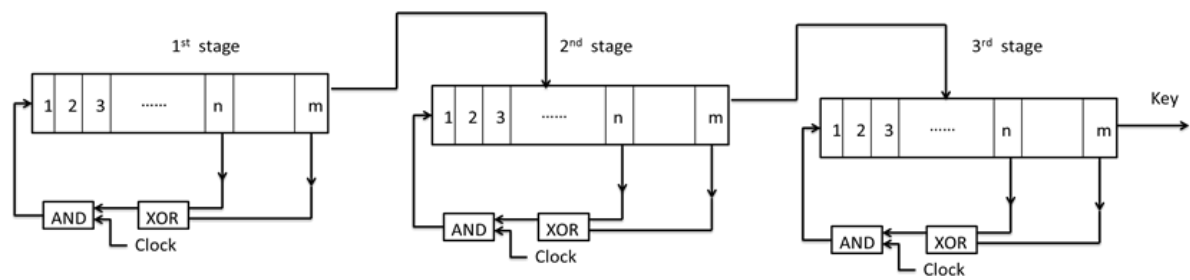 1st stage
1 2 3 ...... n m
AND XOR
Clock
2nd stage
1 2 3 ...... n m
AND XOR
Clock
3rd stage
1 2 3 ...... n m
Key
AND XOR
Clock